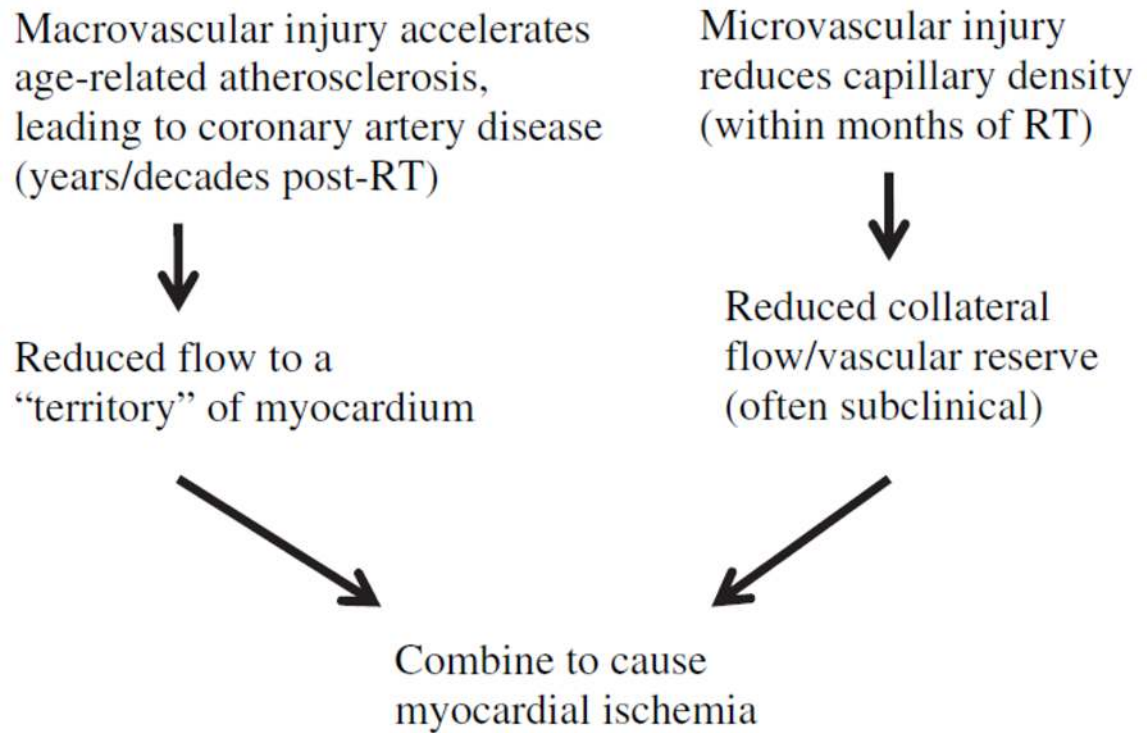 Macrovascular injury accelerates
age-related atherosclerosis,
leading to coronary artery disease
(years/decades post-RT)
Microvascular injury
reduces capillary density
(within months of RT)
Reduced flow to a
“territory” of myocardium
Reduced collateral
flow/vascular reserve
(often subclinical)
Combine to cause
myocardial ischemia